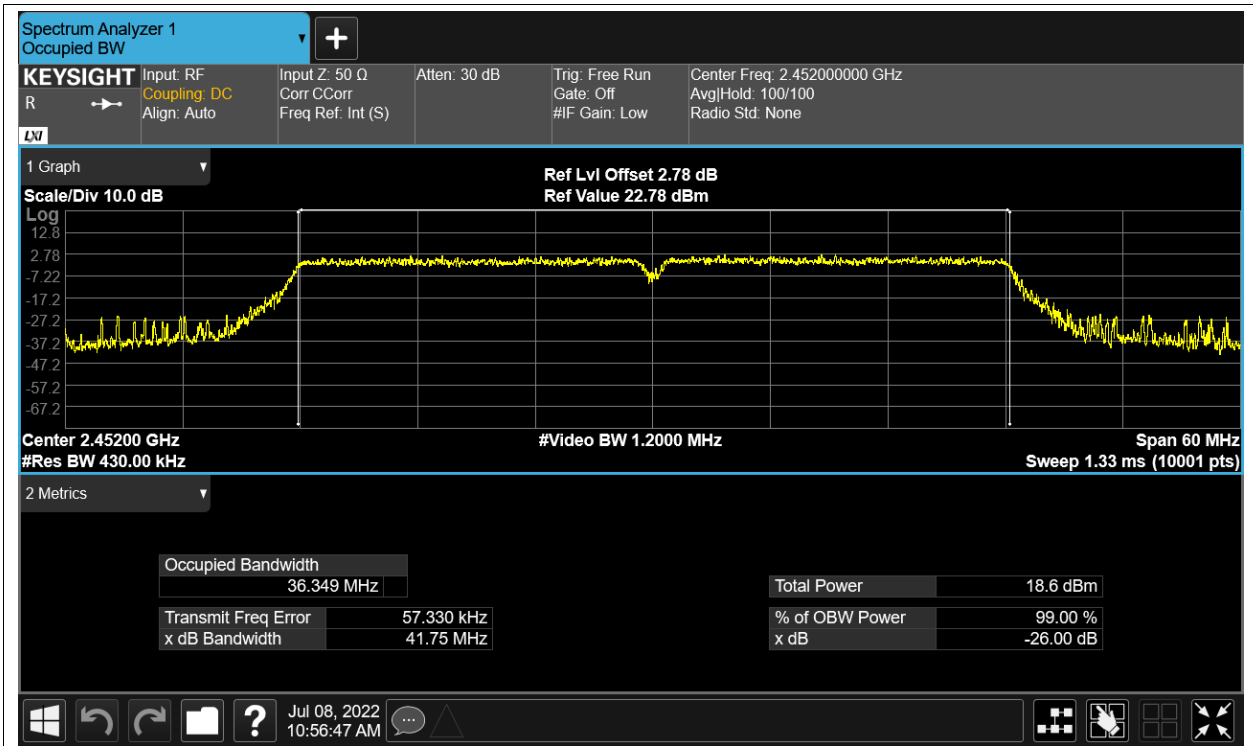 Spectrum Analyzer 1
Occupied BW
KEYSIGHT
R
LXI
Input: RF
Coupling: DC
Align: Auto
Input Z: 50 Ω
Corr CCorr
Freq Ref: Int (S)
Atten: 30 dB
Trig: Free Run
Gate: Off
#IF Gain: Low
Center Freq: 2.452000000 GHz
Avg|Hold: 100/100
Radio Std: None
1 Graph
Scale/Div 10.0 dB
Ref Lvl Offset 2.78 dB
Ref Value 22.78 dBm
Log
12.8
2.78
-7.22
-17.2
-27.2
-37.2
-47.2
-57.2
-67.2
Center 2.45200 GHz
#Video BW 1.2000 MHz
Span 60 MHz
#Res BW 430.00 kHz
Sweep 1.33 ms (10001 pts)
2 Metrics
Occupied Bandwidth
36.349 MHz
Total Power 18.6 dBm
Transmit Freq Error 57.330 kHz
% of OBW Power 99.00 %
x dB Bandwidth 41.75 MHz
x dB -26.00 dB
?
Jul 08, 2022
10:56:47 AM